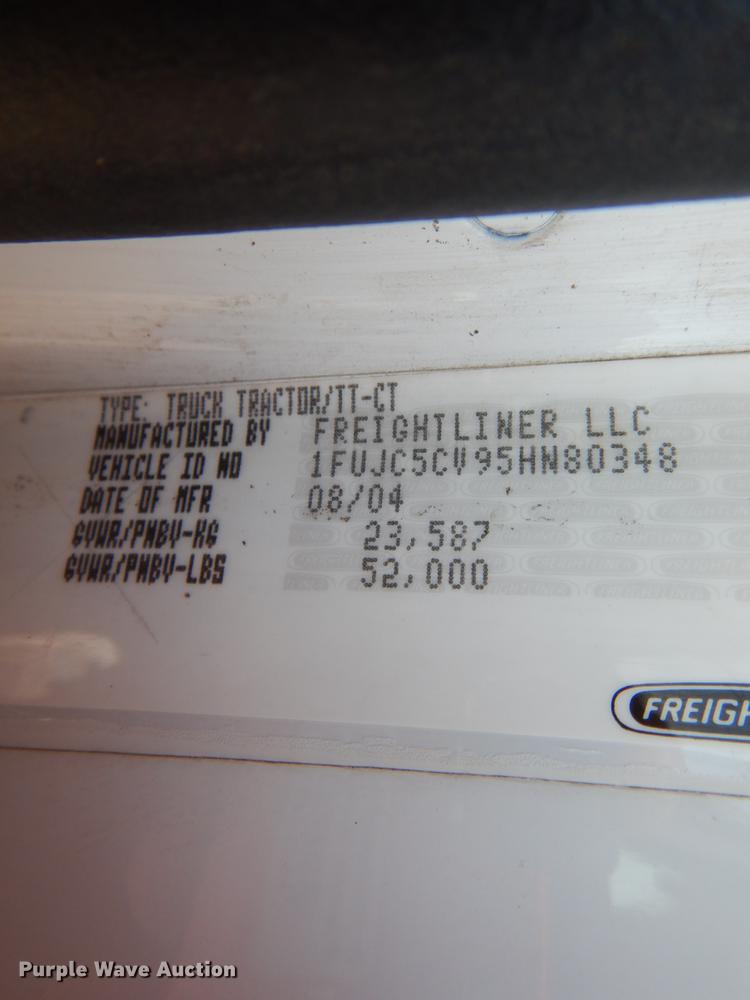 TYPE: TRUCK TRACTOR/TT-CT
MANUFACTURED BY FREIGHTLINER LLC
VEHICLE ID NO 1FUJC5CV95HN80348
DATE OF MFR 08/04
GVWR/PNBV-KG 23,587
GVWR/PNBV-LBS 52,000
FREIGH
Purple Wave Auction